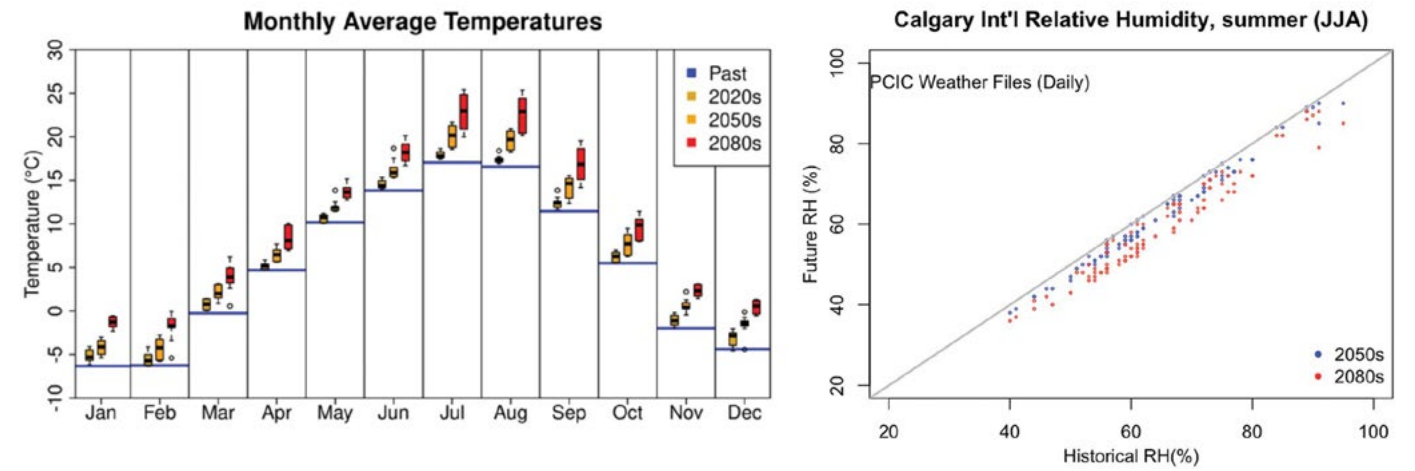 Monthly Average Temperatures
Temperature (°C)
30
25
20
15
10
5
0
-5
-10
Past
2020s
2050s
2080s
Jan Feb Mar Apr May Jun Jul Aug Sep Oct Nov Dec
Calgary Int'l Relative Humidity, summer (JJA)
PCIC Weather Files (Daily)
Future RH (%)
100
80
60
40
20
2050s
2080s
20 40 60 80 100
Historical RH(%)